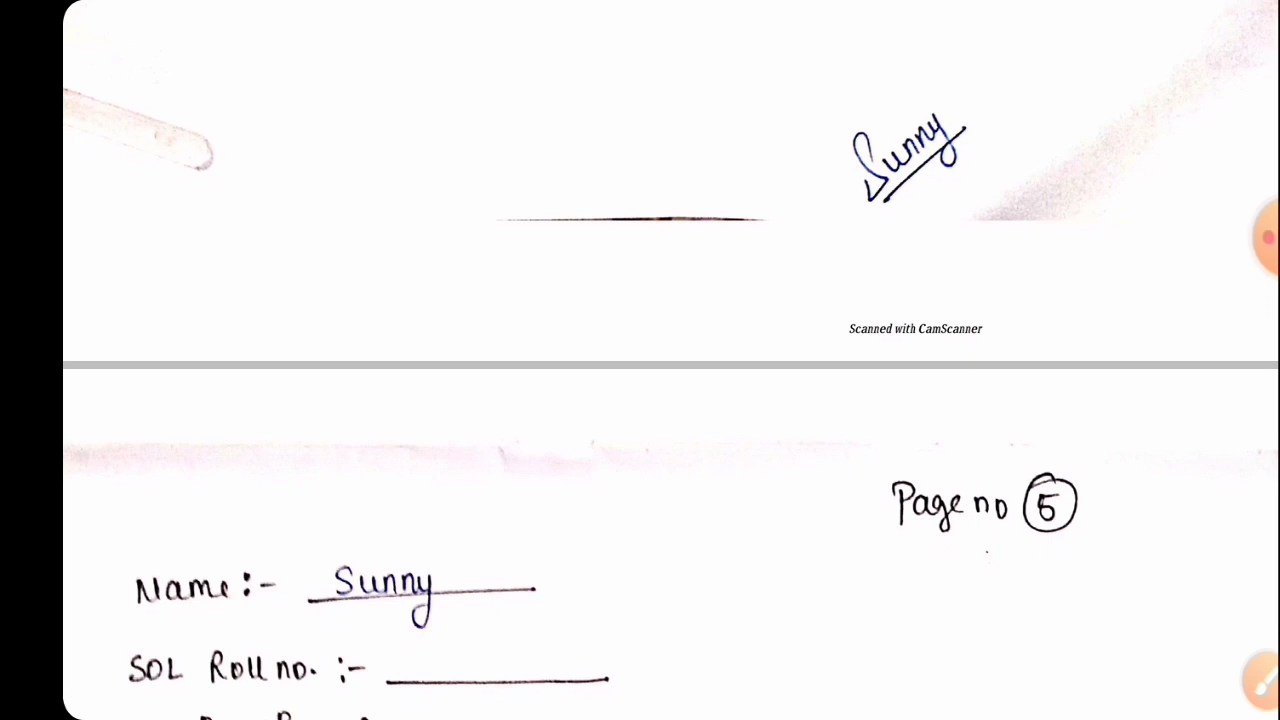 Sunny
Scanned with CamScanner
Page no 5
Name:- Sunny
SOL Roll no. :-